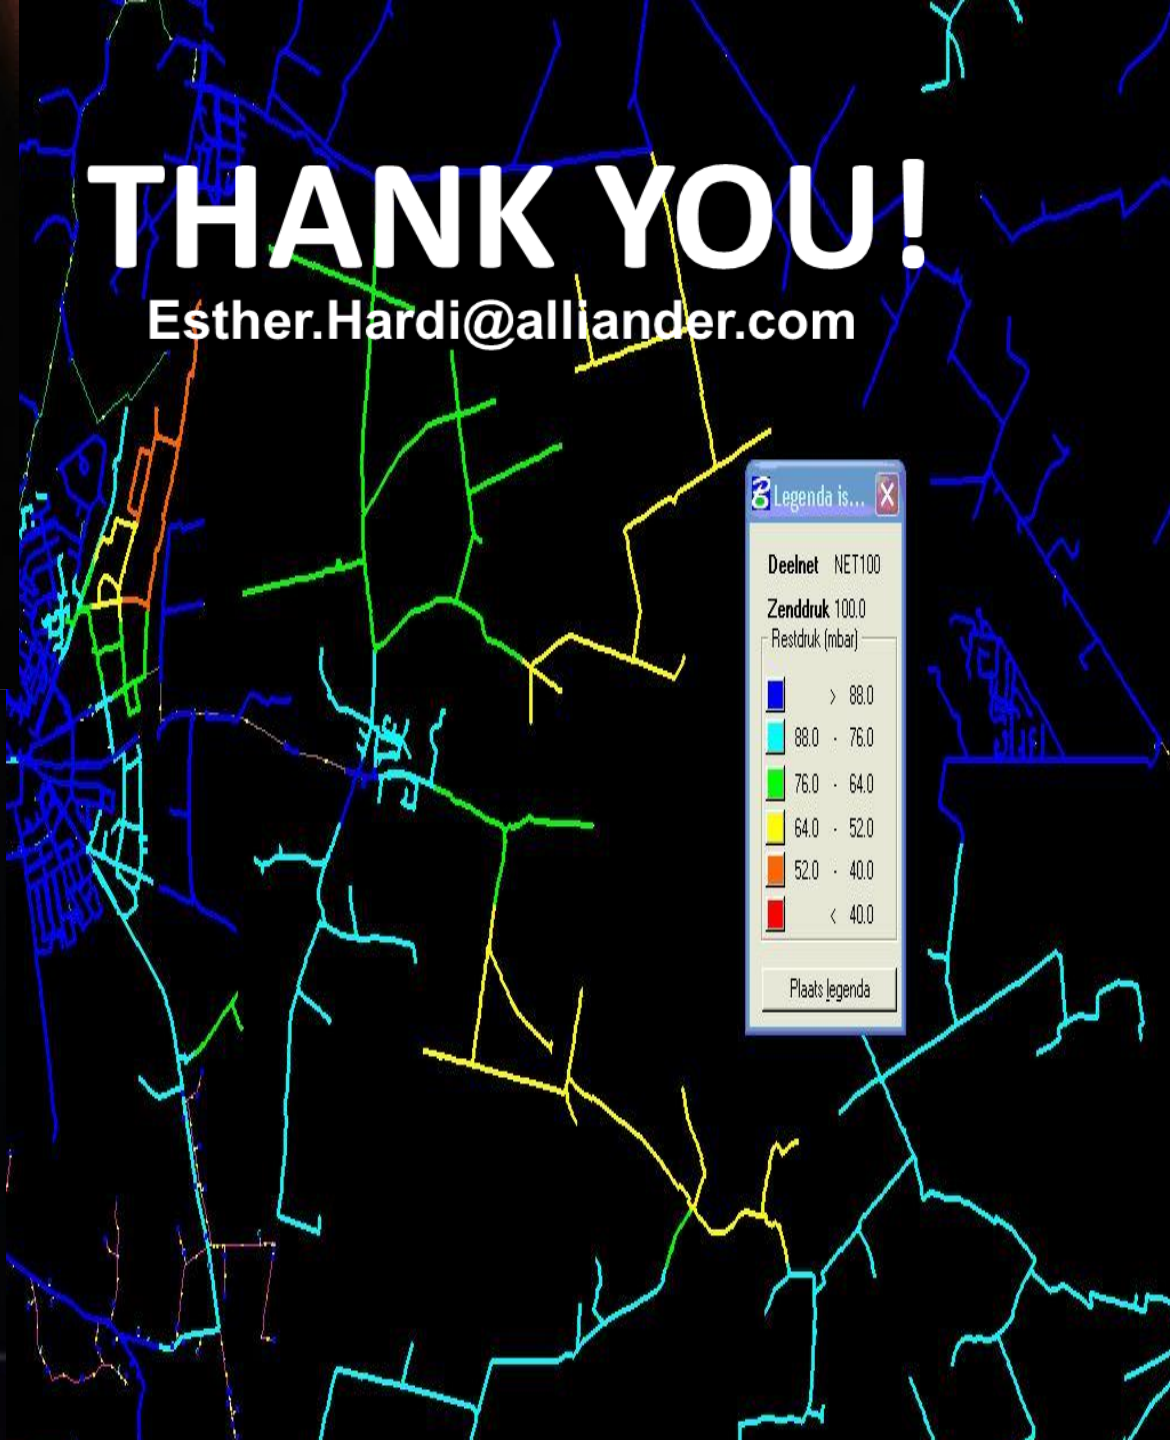 THANK YOU!
Esther.Hardi@alliander.com
Legenda is...
Deelnet NET100
Zenddruk 100.0
Restdruk (mbar)
> 88.0
88.0 - 76.0
76.0 - 64.0
64.0 - 52.0
52.0 - 40.0
< 40.0
Plaats legenda